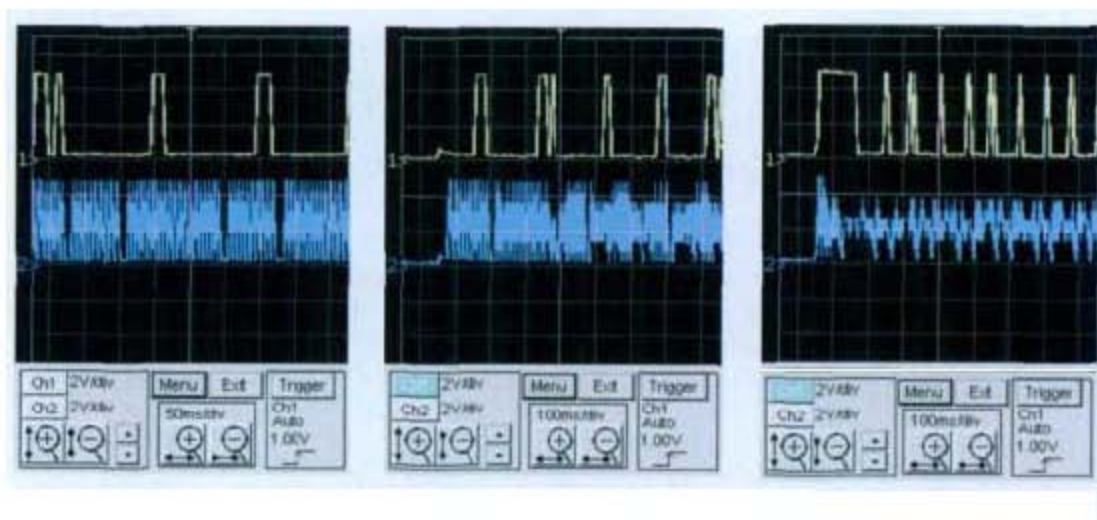 1
2
Ch1 2V/div Menu Exit Trigger
Ch2 2V/div 50ms/div Ch1
Auto
1.00V
+
-
1
2
Ch1 2V/div Menu Exit Trigger
Ch2 2V/div 100ms/div Ch1
Auto
1.00V
+
-
1
2
2V/div Menu Exit Trigger
Ch2 2V/div 100ms/div Ch1
Auto
1.00V
+
-